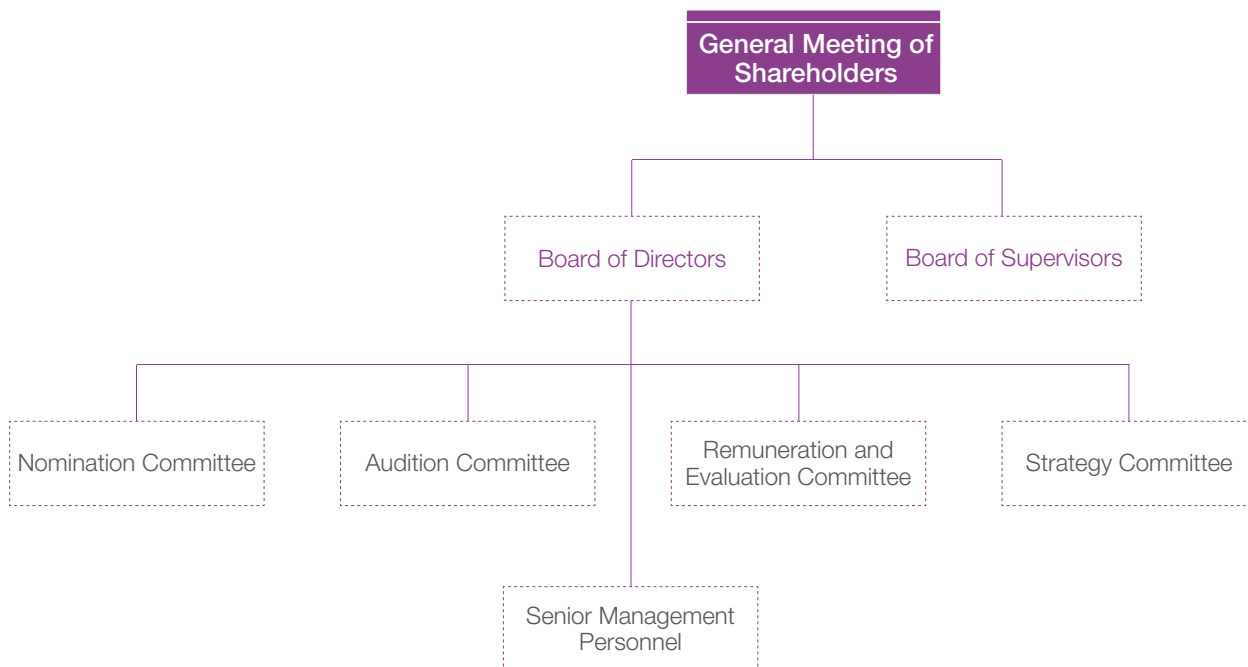 General Meeting of
Shareholders
Board of Directors
Board of Supervisors
Nomination Committee
Audition Committee
Remuneration and
Evaluation Committee
Strategy Committee
Senior Management
Personnel